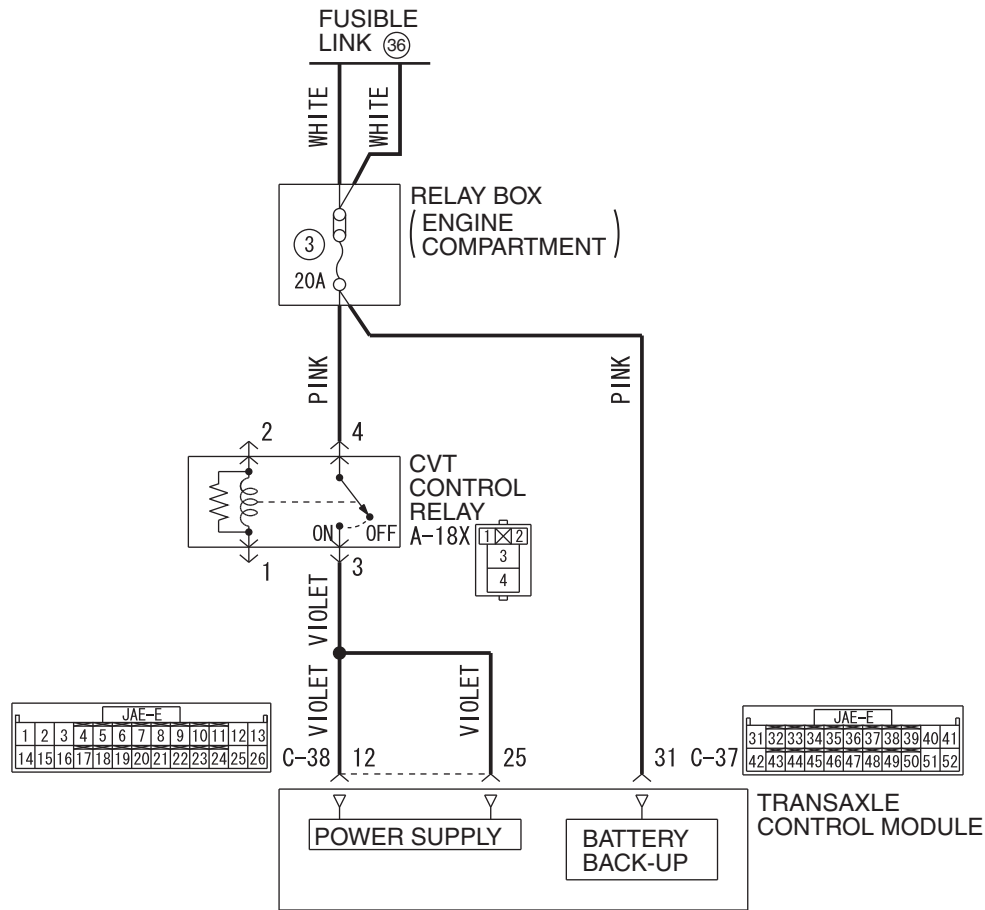 FUSIBLE
LINK 36
WHITE
WHITE
RELAY BOX
( ENGINE
COMPARTMENT )
3
20A
PINK
PINK
2
4
CVT
CONTROL
RELAY
A-18X
ON
OFF
1
3
1 2
3
4
VIOLET
VIOLET
VIOLET
JAE-E
1 2 3 4 5 6 7 8 9 10 11 12 13
14 15 16 17 18 19 20 21 22 23 24 25 26
C-38
12
25
31
C-37
JAE-E
31 32 33 34 35 36 37 38 39 40 41
42 43 44 45 46 47 48 49 50 51 52
POWER SUPPLY
BATTERY
BACK-UP
TRANSAXLE
CONTROL MODULE